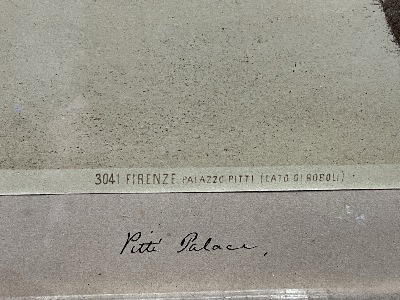 3041 FIRENZE PALAZZO PITTI (LATO DI BOBOLI)
Pitti Palace,